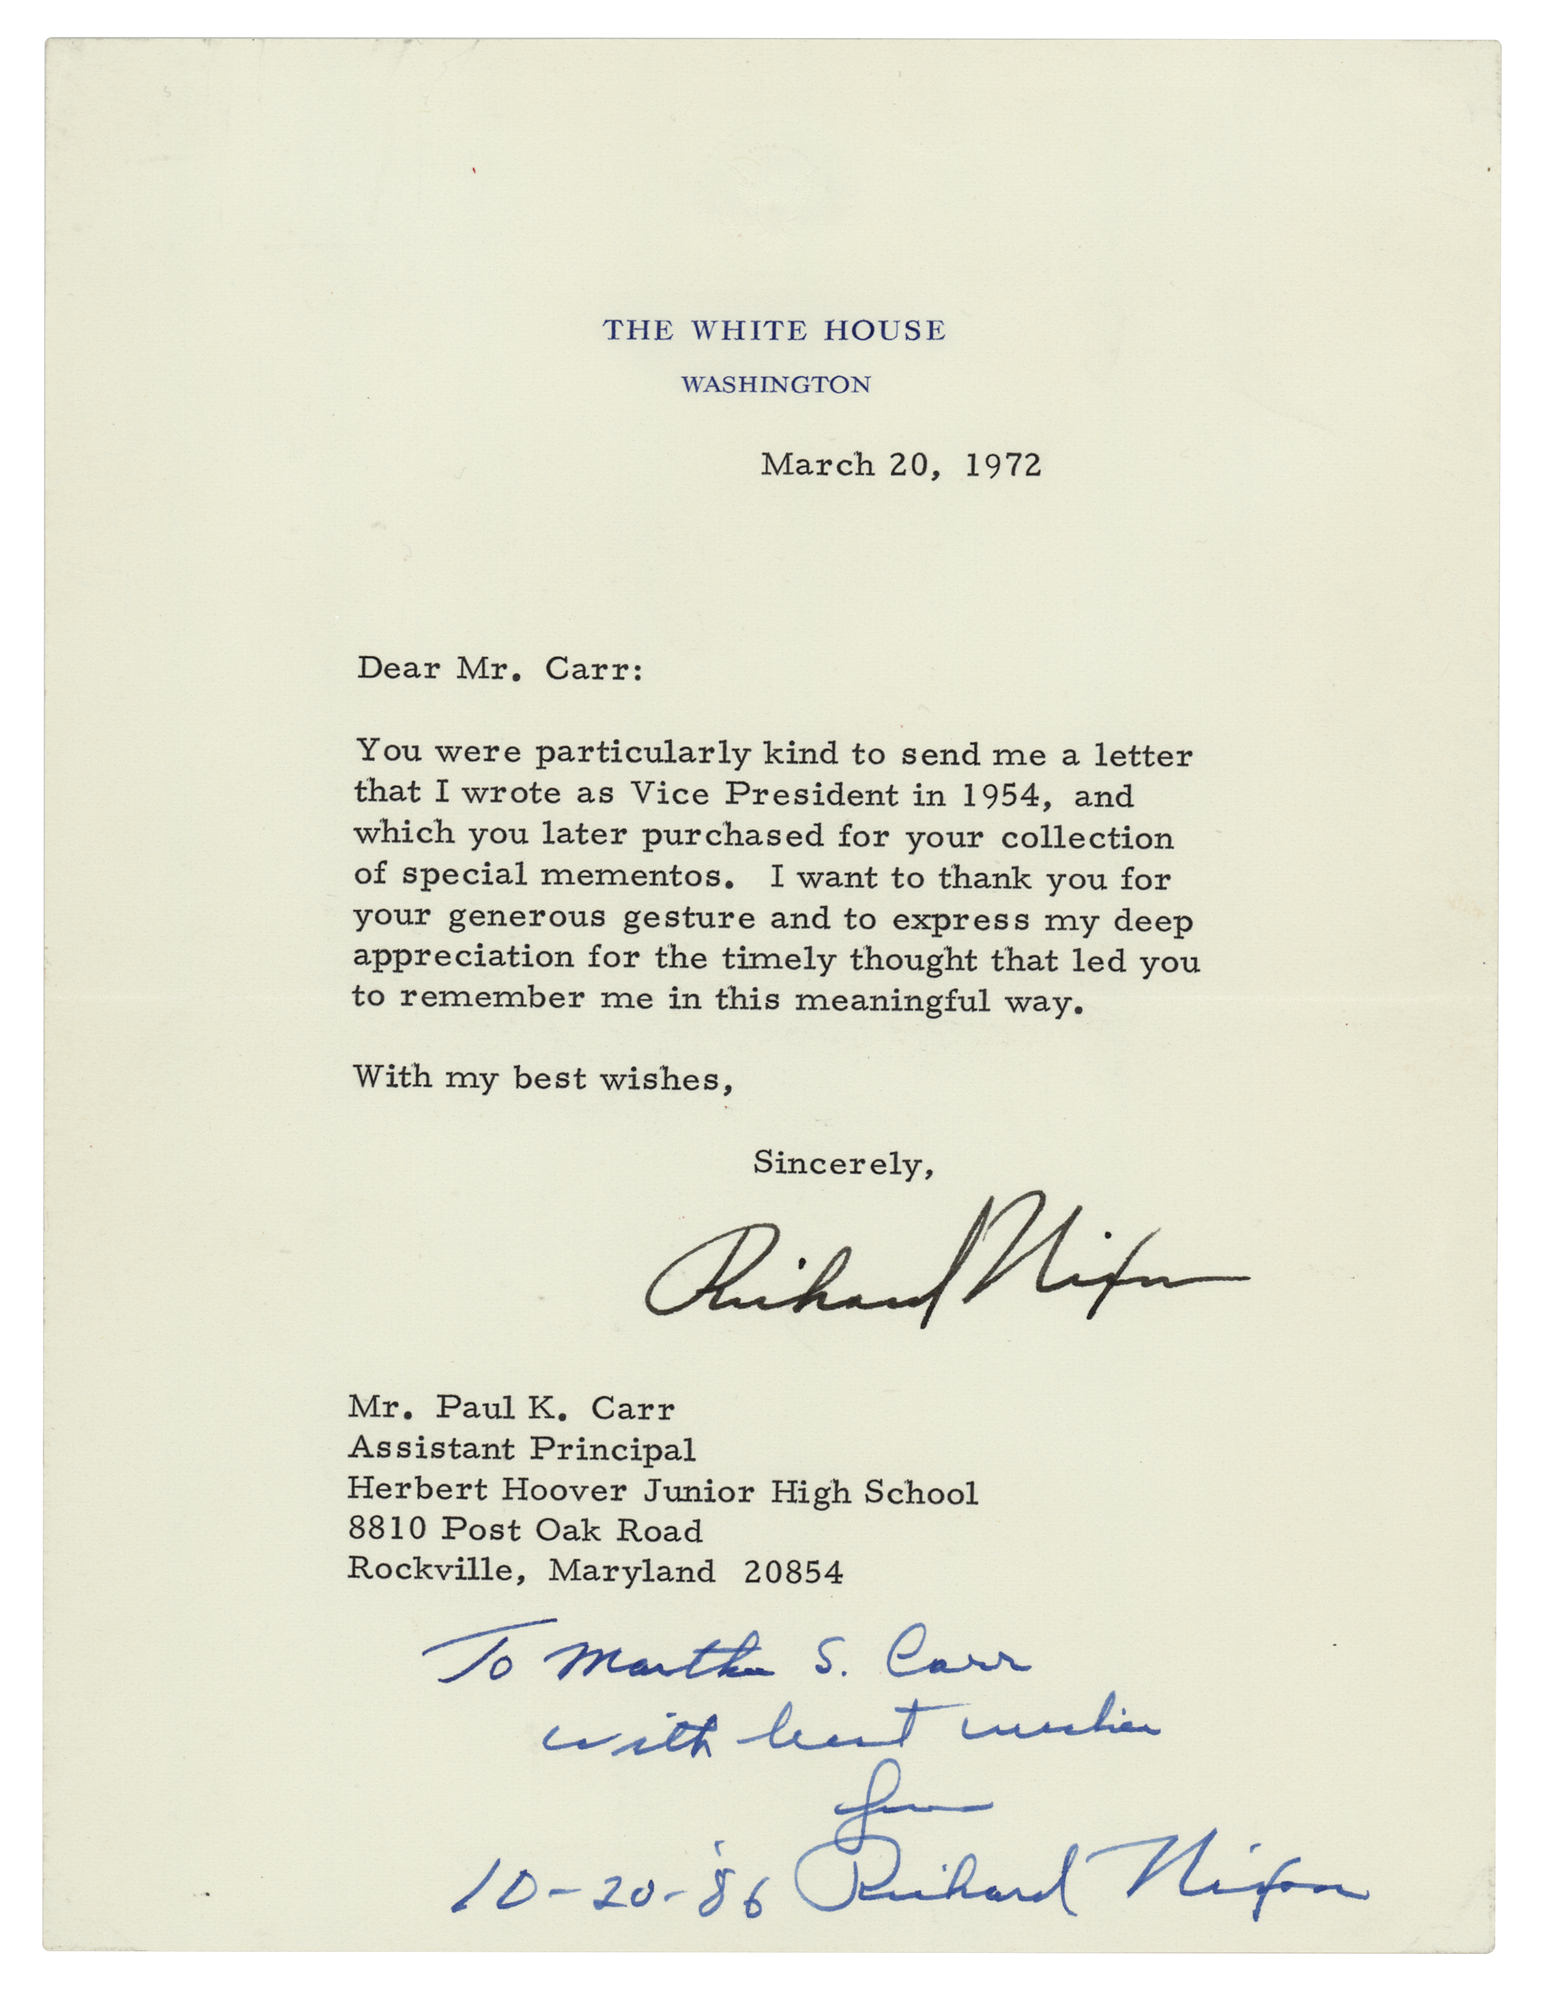 THE WHITE HOUSE
WASHINGTON
March 20, 1972
Dear Mr. Carr:
You were particularly kind to send me a letter
that I wrote as Vice President in 1954, and
which you later purchased for your collection
of special mementos. I want to thank you for
your generous gesture and to express my deep
appreciation for the timely thought that led you
to remember me in this meaningful way.
With my best wishes,
Sincerely,
Richard Nixon
Mr. Paul K. Carr
Assistant Principal
Herbert Hoover Junior High School
8810 Post Oak Road
Rockville, Maryland 20854
To Martha S. Carr
with best wishes
from
10-20-'86 Richard Nixon